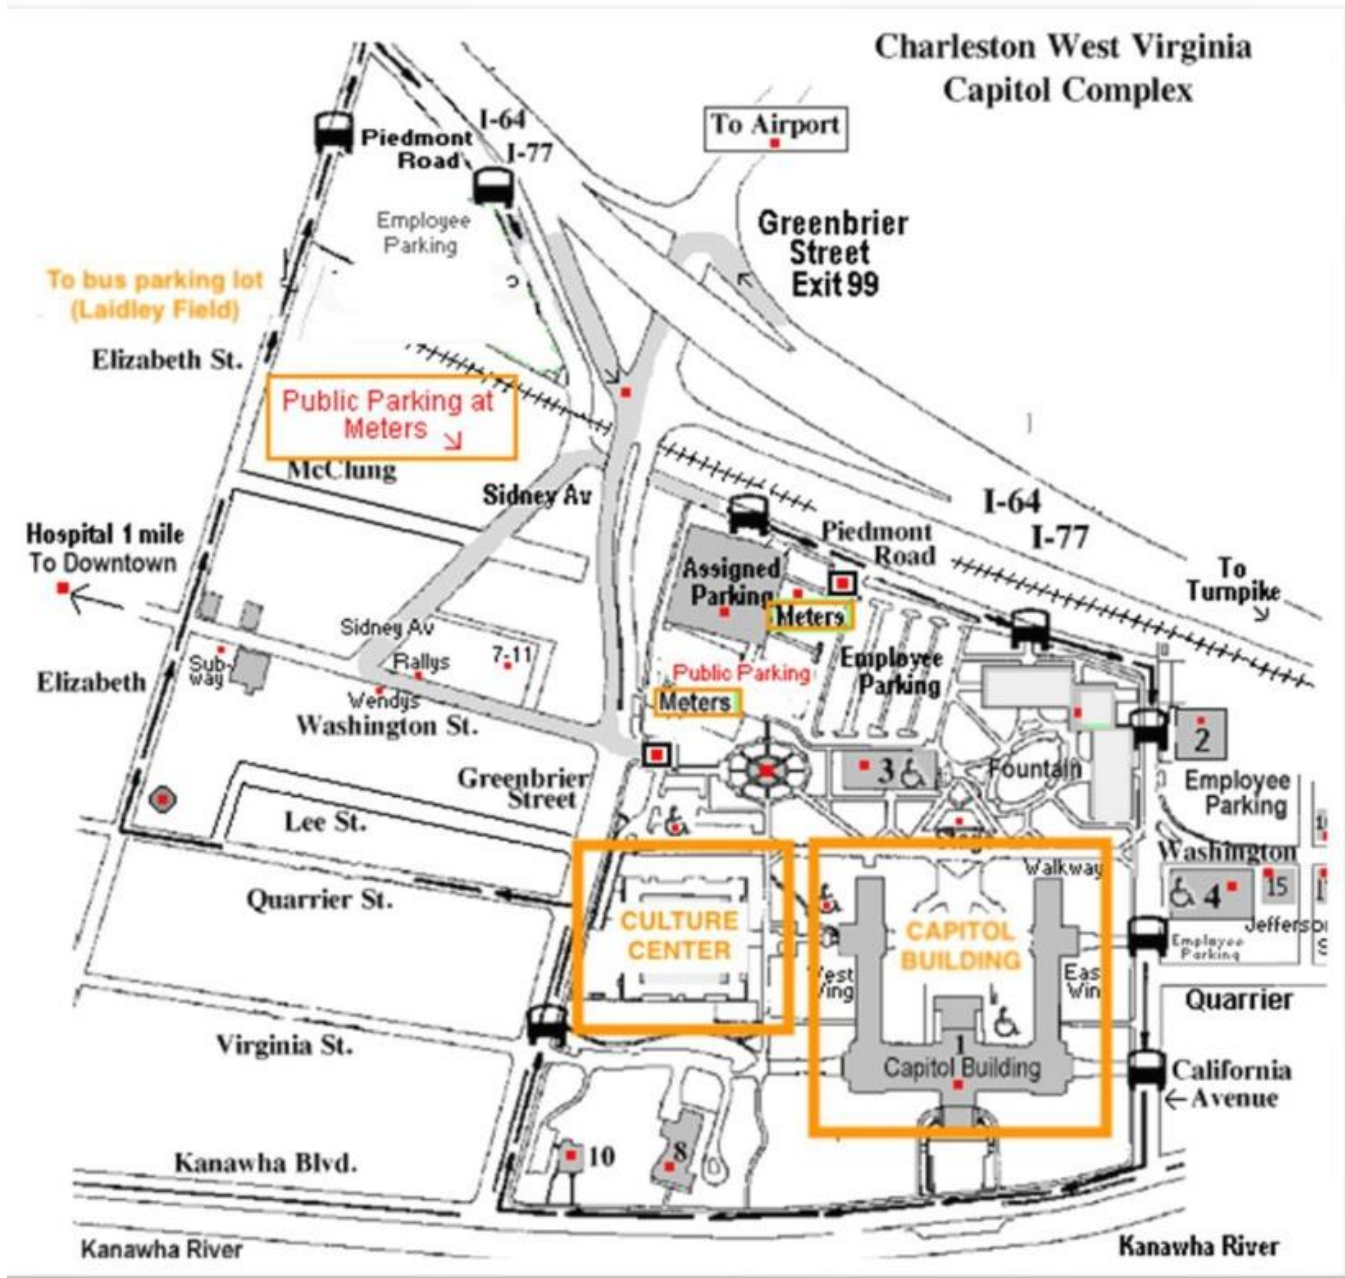 Charleston West Virginia
Capitol Complex
To Airport
I-64
I-77
Piedmont
Road
Employee
Parking
Greenbrier
Street
Exit 99
To bus parking lot
(Laidley Field)
Elizabeth St.
Public Parking at
Meters
McClung
Sidney Av
I-64
I-77
Hospital 1 mile
To Downtown
Piedmont
Road
To
Turnpike
Assigned
Parking
Meters
Sidney Av
Rallys
7-11
Sub-
way
Wendys
Elizabeth
Washington St.
Public Parking
Meters
Employee
Parking
3
Fountain
2
Employee
Parking
Greenbrier
Street
Lee St.
Washington
Walkway
4
15
Jefferso
Employee
Parking
Quarrier St.
CULTURE
CENTER
CAPITOL
BUILDING
West
Wing
Eas
Win
Quarrier
Virginia St.
1
Capitol Building
California
Avenue
Kanawha Blvd.
10
8
Kanawha River
Kanawha River